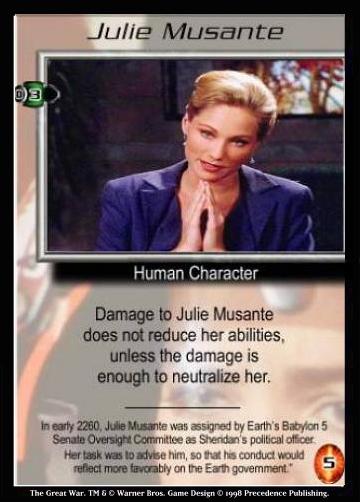 Julie Musante
3
Human Character
Damage to Julie Musante
does not reduce her abilities,
unless the damage is
enough to neutralize her.
In early 2260, Julie Musante was assigned by Earth's Babylon 5
Senate Oversight Committee as Sheridan's political officer.
Her task was to advise him, so that his conduct would
reflect more favorably on the Earth government."
5
The Great War. TM & © Warner Bros. Game Design © 1998 Precedence Publishing.